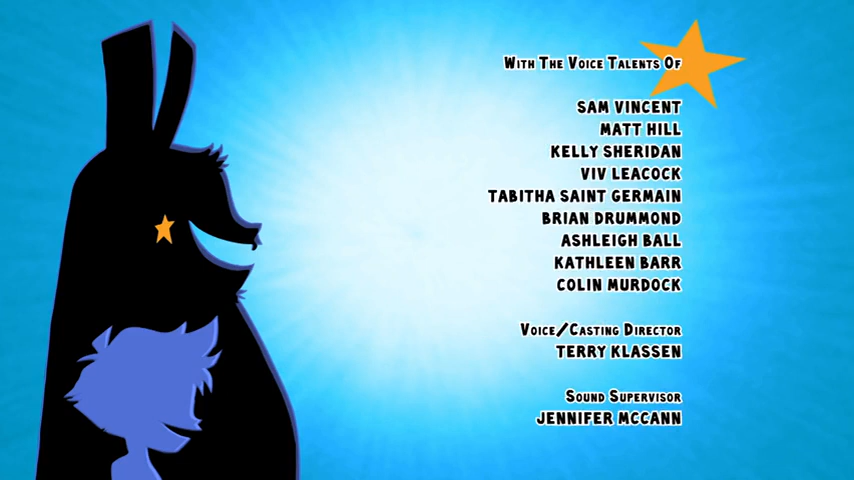 With The Voice Talents Of
SAM VINCENT
MATT HILL
KELLY SHERIDAN
VIV LEACOCK
TABITHA SAINT GERMAIN
BRIAN DRUMMOND
ASHLEIGH BALL
KATHLEEN BARR
COLIN MURDOCK
Voice/Casting Director
TERRY KLASSEN
Sound Supervisor
JENNIFER MCCANN